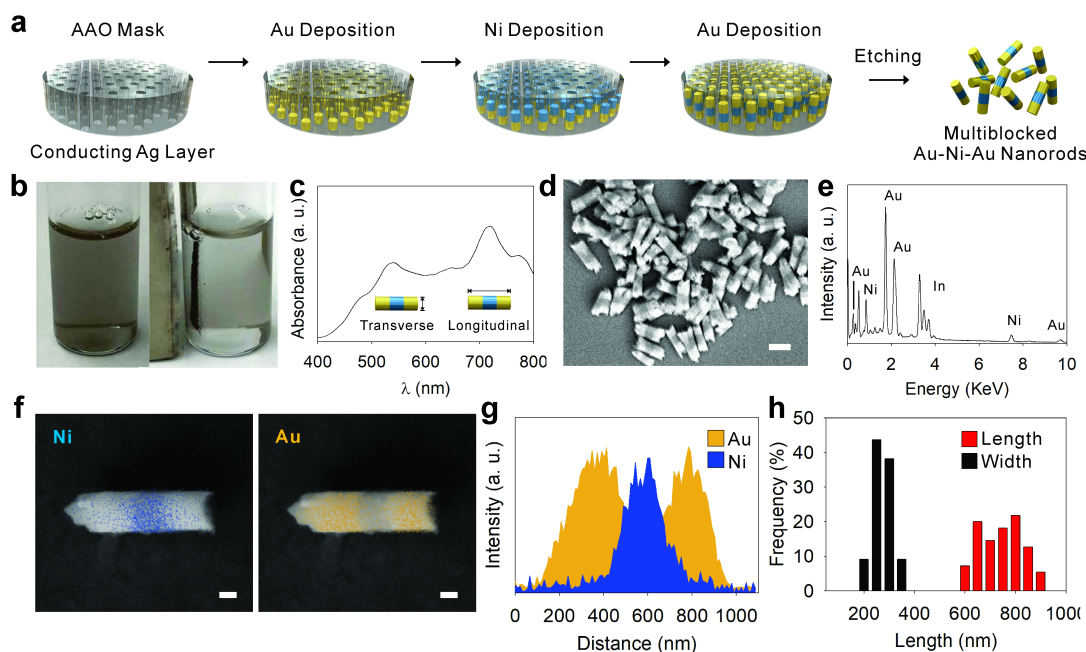 a
AAO Mask
Au Deposition
Ni Deposition
Au Deposition
Etching
Conducting Ag Layer
Multiblocked
Au-Ni-Au Nanorods
b
c
Absorbance (a. u.)
Transverse
Longitudinal
400 500 600 700 800
λ (nm)
d
e
Intensity (a. u.)
Au
Au
Au
Ni
In
Ni
Au
0 2 4 6 8 10
Energy (KeV)
f
Ni
Au
g
Intensity (a. u.)
Au
Ni
0 200 400 600 800 1000
Distance (nm)
h
Frequency (%)
50
40
30
20
10
0
Length
Width
200 400 600 800
Length (nm)